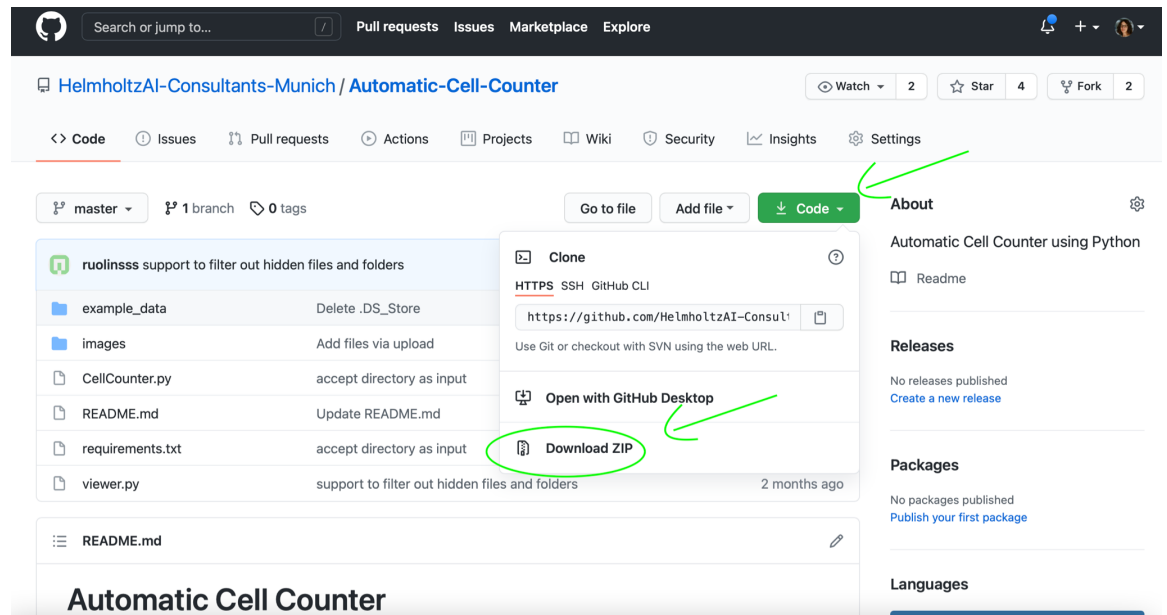 Search or jump to... / Pull requests Issues Marketplace Explore
HelmholtzAI-Consultants-Munich / Automatic-Cell-Counter Watch 2 Star 4 Fork 2
<> Code Issues Pull requests Actions Projects Wiki Security Insights Settings
master 1 branch 0 tags Go to file Add file Code
About
Automatic Cell Counter using Python
Readme
ruolinsss support to filter out hidden files and folders
example_data Delete .DS_Store
images Add files via upload
CellCounter.py accept directory as input
README.md Update README.md
requirements.txt accept directory as input
viewer.py support to filter out hidden files and folders 2 months ago
Clone
HTTPS SSH GitHub CLI
https://github.com/HelmholtzAI-Consult
Use Git or checkout with SVN using the web URL.
Open with GitHub Desktop
Download ZIP
Releases
No releases published
Create a new release
Packages
No packages published
Publish your first package
Languages
README.md
Automatic Cell Counter